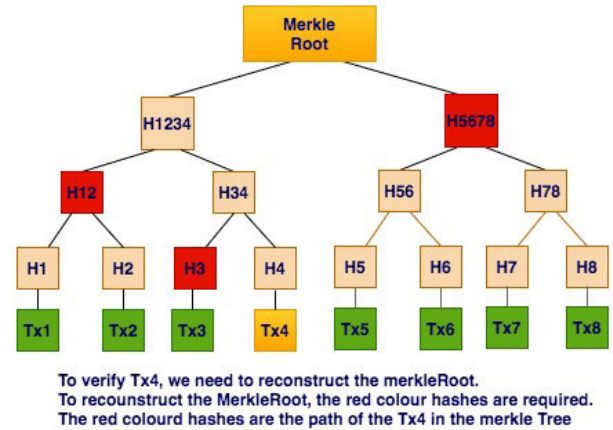 Merkle
Root
H1234
H5678
H12
H34
H56
H78
H1
H2
H3
H4
H5
H6
H7
H8
Tx1
Tx2
Tx3
Tx4
Tx5
Tx6
Tx7
Tx8
To verify Tx4, we need to reconstruct the merkleRoot.
To recounstruct the MerkleRoot, the red colour hashes are required.
The red colourd hashes are the path of the Tx4 in the merkle Tree